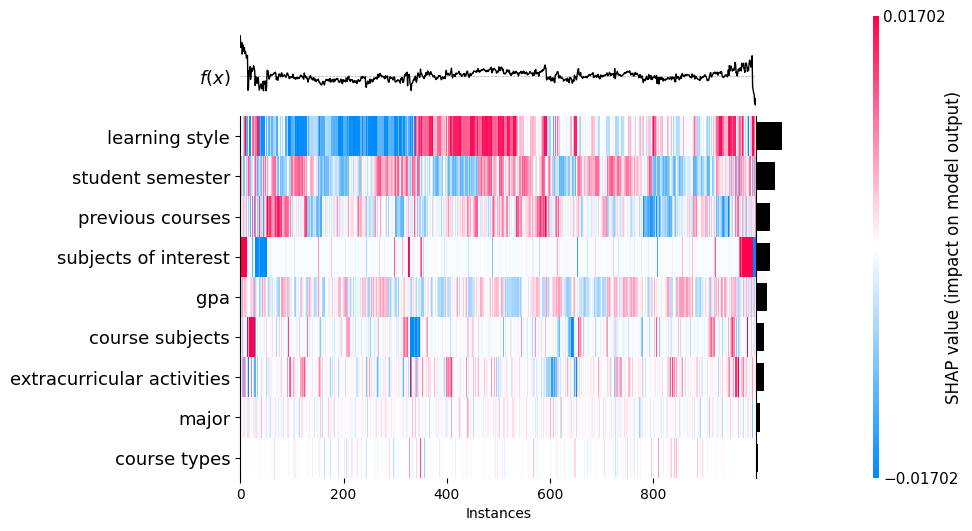 0.01702
f(x)
learning style
student semester
previous courses
subjects of interest
gpa
course subjects
extracurricular activities
major
course types
0 200 400 600 800
Instances
−0.01702
SHAP value (impact on model output)